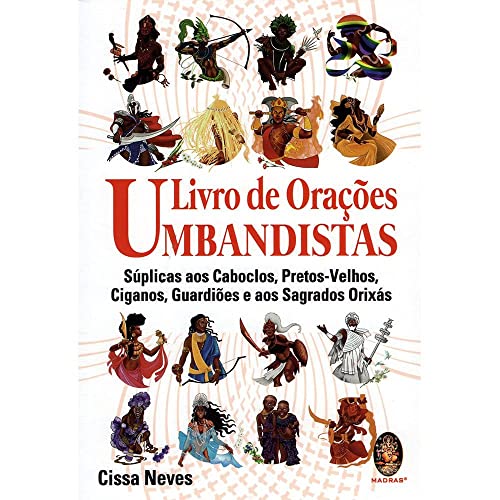 Livro de Orações
UMBANDISTAS
Súplicas aos Caboclos, Pretos-Velhos,
Ciganos, Guardiões e aos Sagrados Orixás
Cissa Neves
MADRAS®